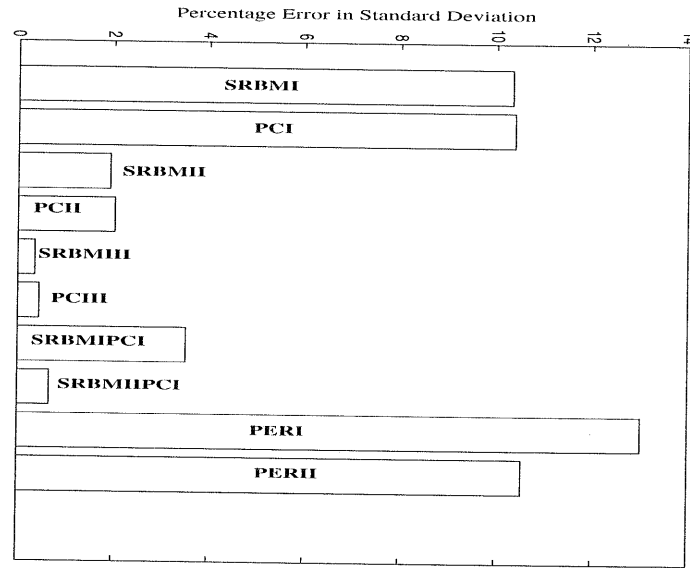 Percentage Error in Standard Deviation
0 2 4 6 8 10 12 14
SRBMI
PCI
SRBMII
PCII
SRBMIII
PCIII
SRBMIPCI
SRBMIIPCI
PERI
PERII